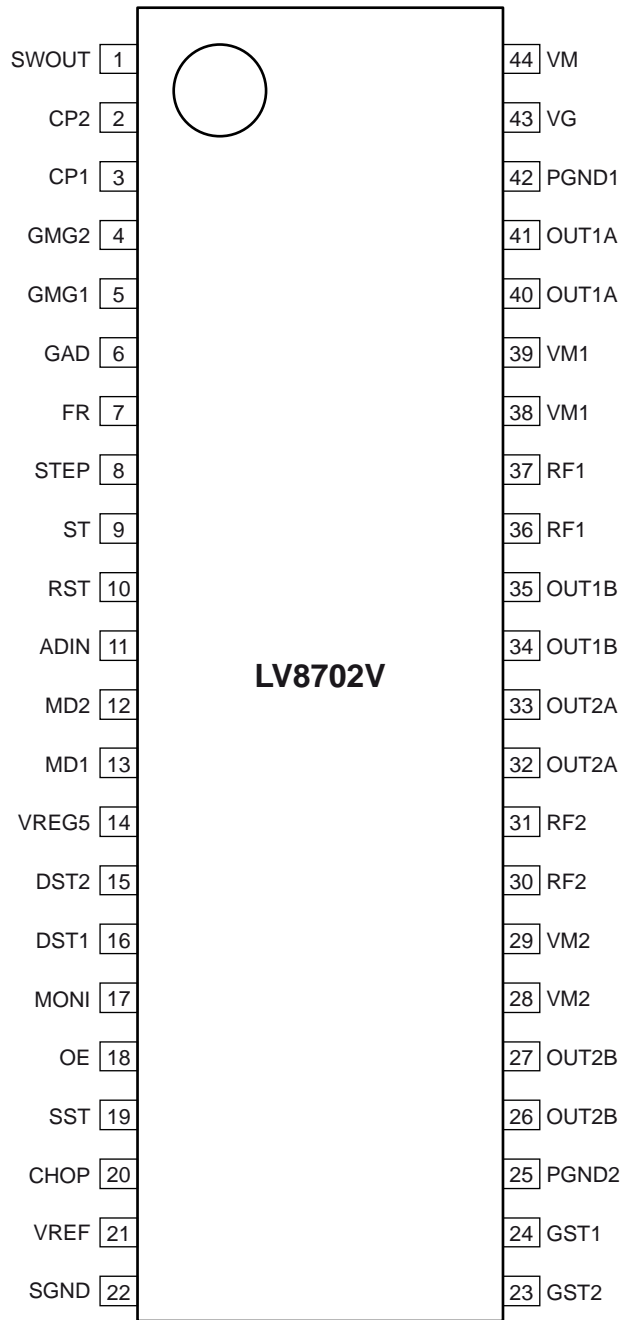 SWOUT 1 44 VM
CP2 2 43 VG
CP1 3 42 PGND1
GMG2 4 41 OUT1A
GMG1 5 40 OUT1A
GAD 6 39 VM1
FR 7 38 VM1
STEP 8 37 RF1
ST 9 36 RF1
RST 10 35 OUT1B
ADIN 11 34 OUT1B
LV8702V
MD2 12 33 OUT2A
MD1 13 32 OUT2A
VREG5 14 31 RF2
DST2 15 30 RF2
DST1 16 29 VM2
MONI 17 28 VM2
OE 18 27 OUT2B
SST 19 26 OUT2B
CHOP 20 25 PGND2
VREF 21 24 GST1
SGND 22 23 GST2